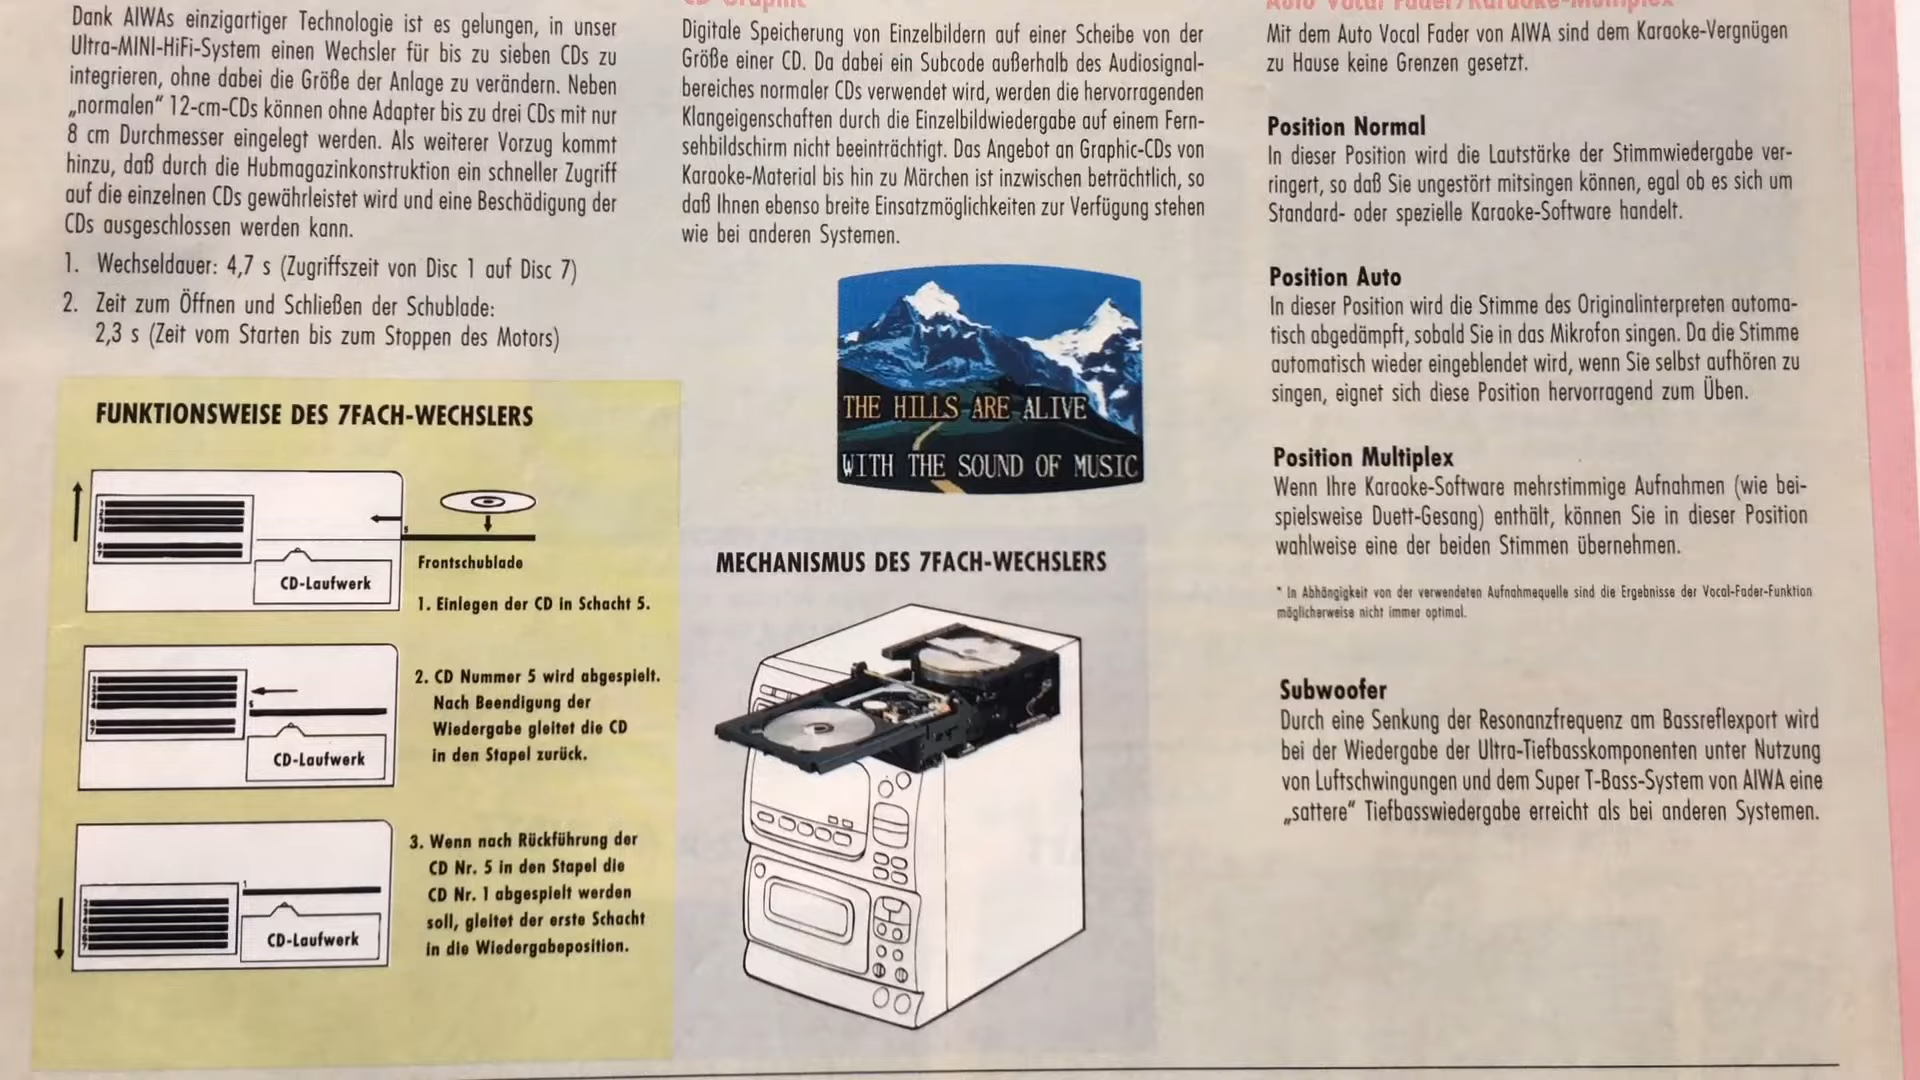 Dank AIWAs einzigartiger Technologie ist es gelungen, in unser
Ultra-MINI-HiFi-System einen Wechsler für bis zu sieben CDs zu
integrieren, ohne dabei die Größe der Anlage zu verändern. Neben
„normalen“ 12-cm-CDs können ohne Adapter bis zu drei CDs mit nur
8 cm Durchmesser eingelegt werden. Als weiterer Vorzug kommt
hinzu, daß durch die Hubmagazinkonstruktion ein schneller Zugriff
auf die einzelnen CDs gewährleistet wird und eine Beschädigung der
CDs ausgeschlossen werden kann.
1. Wechseldauer: 4,7 s (Zugriffszeit von Disc 1 auf Disc 7)
2. Zeit zum Öffnen und Schließen der Schublade:
2,3 s (Zeit vom Starten bis zum Stoppen des Motors)
FUNKTIONSWEISE DES 7FACH-WECHSLERS
5
Frontschublade
CD-Laufwerk
1. Einlegen der CD in Schacht 5.
5
CD-Laufwerk
2. CD Nummer 5 wird abgespielt.
Nach Beendigung der
Wiedergabe gleitet die CD
in den Stapel zurück.
1
CD-Laufwerk
3. Wenn nach Rückführung der
CD Nr. 5 in den Stapel die
CD Nr. 1 abgespielt werden
soll, gleitet der erste Schacht
in die Wiedergabeposition.
CD Graphic
Digitale Speicherung von Einzelbildern auf einer Scheibe von der
Größe einer CD. Da dabei ein Subcode außerhalb des Audiosignal-
bereiches normaler CDs verwendet wird, werden die hervorragenden
Klangeigenschaften durch die Einzelbildwiedergabe auf einem Fern-
sehbildschirm nicht beeinträchtigt. Das Angebot an Graphic-CDs von
Karaoke-Material bis hin zu Märchen ist inzwischen beträchtlich, so
daß Ihnen ebenso breite Einsatzmöglichkeiten zur Verfügung stehen
wie bei anderen Systemen.
THE HILLS ARE ALIVE
WITH THE SOUND OF MUSIC
MECHANISMUS DES 7FACH-WECHSLERS
Auto Vocal Fader/Karaoke-Multiplex
Mit dem Auto Vocal Fader von AIWA sind dem Karaoke-Vergnügen
zu Hause keine Grenzen gesetzt.
Position Normal
In dieser Position wird die Lautstärke der Stimmwiedergabe ver-
ringert, so daß Sie ungestört mitsingen können, egal ob es sich um
Standard- oder spezielle Karaoke-Software handelt.
Position Auto
In dieser Position wird die Stimme des Originalinterpreten automa-
tisch abgedämpft, sobald Sie in das Mikrofon singen. Da die Stimme
automatisch wieder eingeblendet wird, wenn Sie selbst aufhören zu
singen, eignet sich diese Position hervorragend zum Üben.
Position Multiplex
Wenn Ihre Karaoke-Software mehrstimmige Aufnahmen (wie bei-
spielsweise Duett-Gesang) enthält, können Sie in dieser Position
wahlweise eine der beiden Stimmen übernehmen.
* In Abhängigkeit von der verwendeten Aufnahmequelle sind die Ergebnisse der Vocal-Fader-Funktion
möglicherweise nicht immer optimal.
Subwoofer
Durch eine Senkung der Resonanzfrequenz am Bassreflexport wird
bei der Wiedergabe der Ultra-Tiefbasskomponenten unter Nutzung
von Luftschwingungen und dem Super T-Bass-System von AIWA eine
„sattere“ Tiefbasswiedergabe erreicht als bei anderen Systemen.